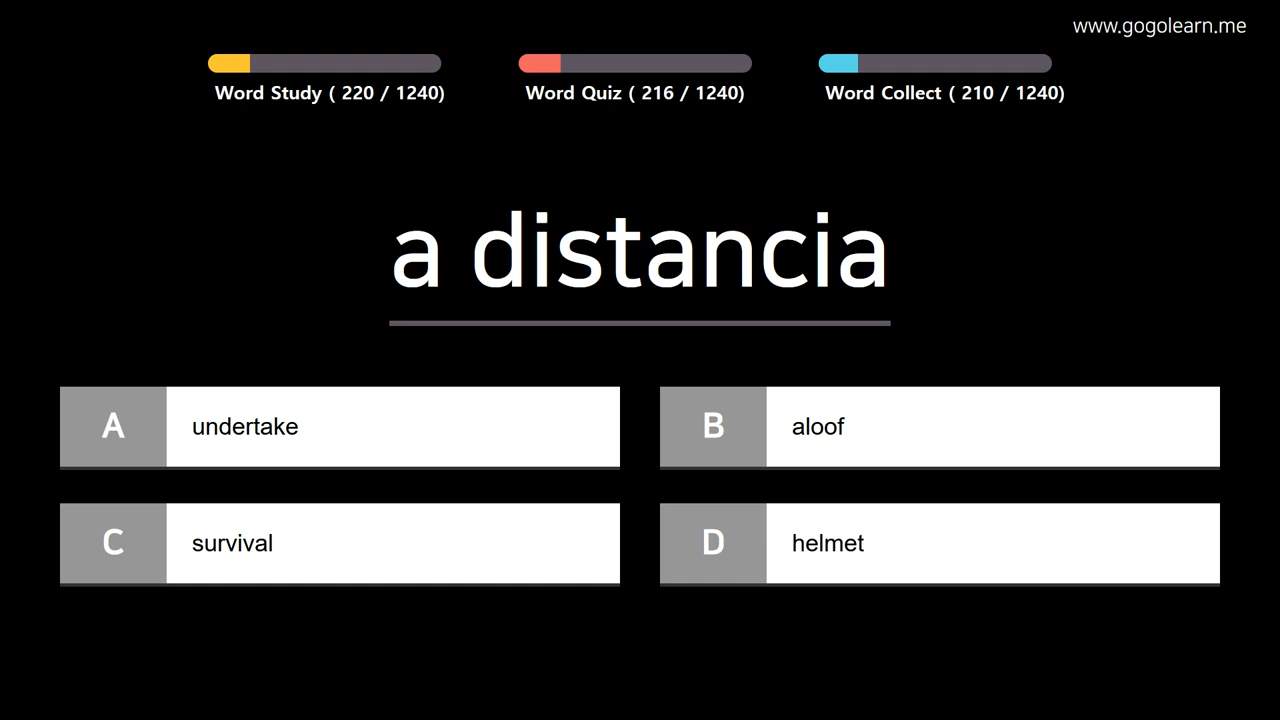 www.gogolearn.me
Word Study ( 220 / 1240)
Word Quiz ( 216 / 1240)
Word Collect ( 210 / 1240)
a distancia
A undertake
B aloof
C survival
D helmet